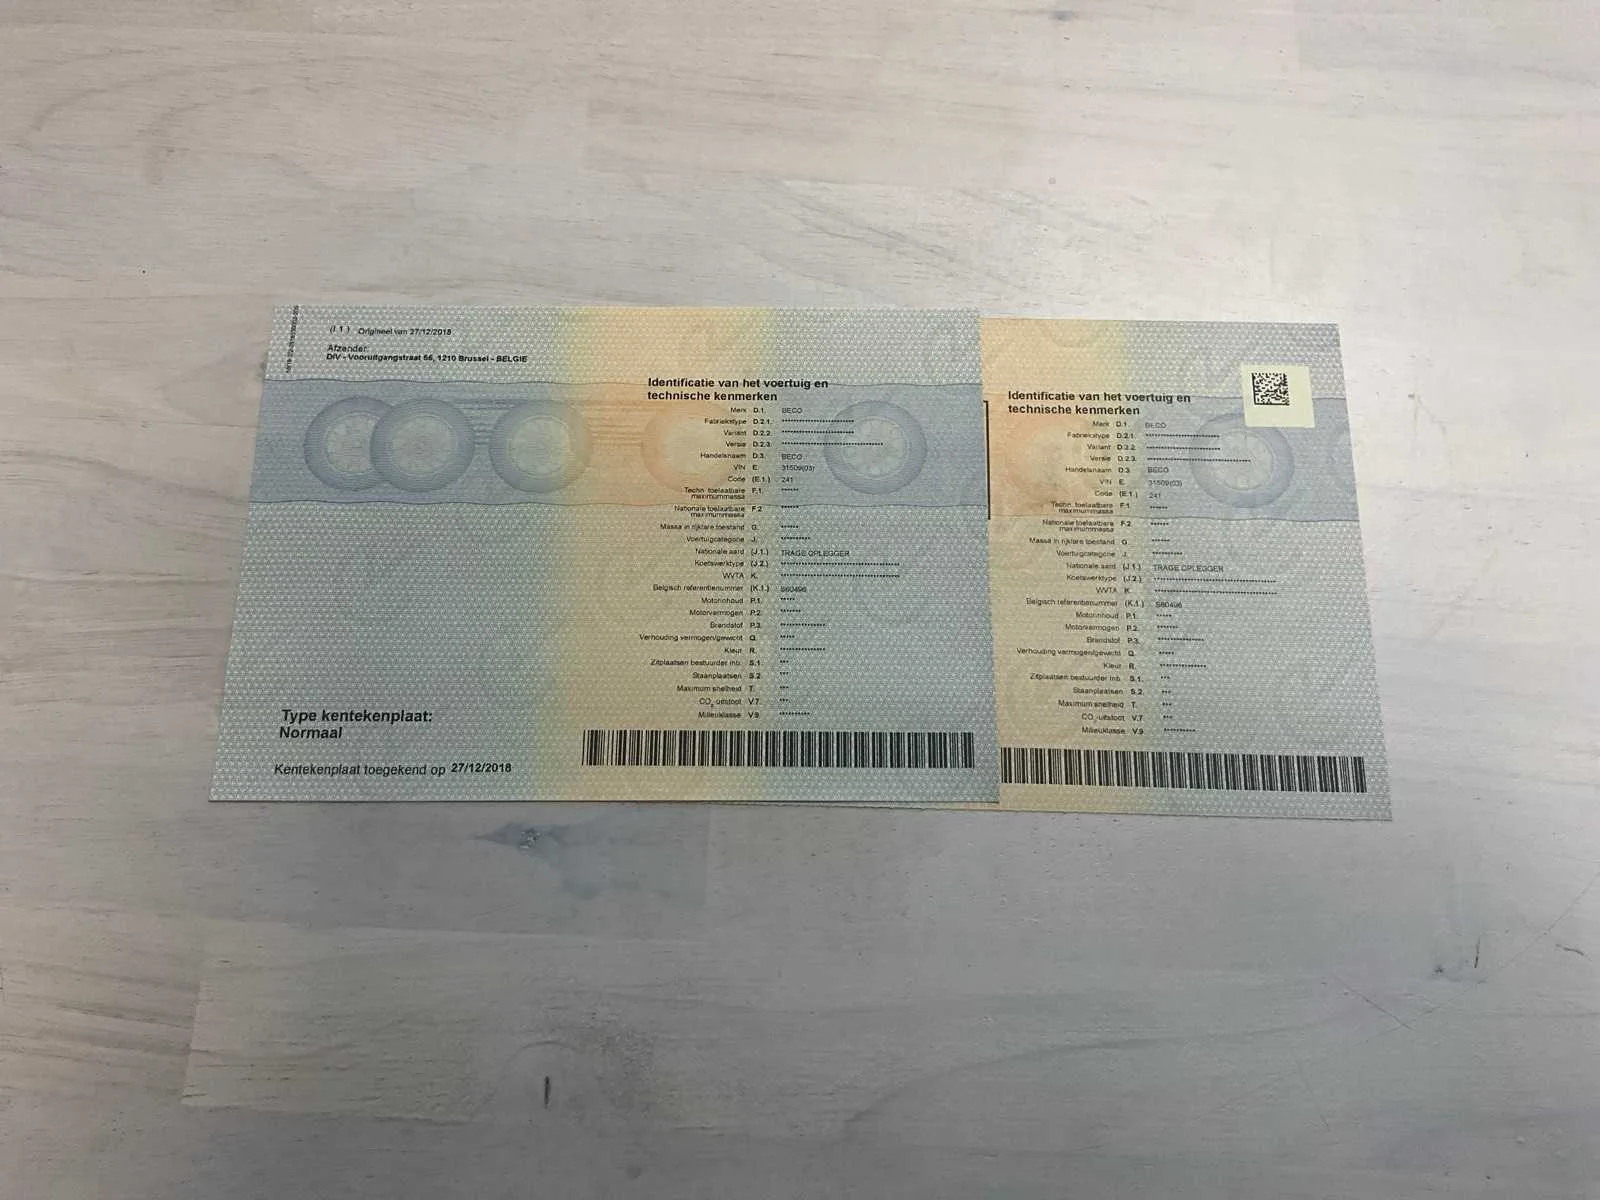 (I.1) Origineel van 27/12/2018
Afzender:
DIV - Vooruitgangstraat 56, 1210 Brussel - BELGIE
Identificatie van het voertuig en
technische kenmerken
Merk D.1. BECO
Fabriekstype D.2.1. ********************
Variant D.2.2. ********************
Versie D.2.3. ****************************
Handelsnaam D.3. BECO
VIN E. 31509(03)
Code (E.1.) 241
Techn. toelaatbare F.1. ******
maximummassa
Nationale toelaatbare F.2. ******
maximummassa
Massa in rijklare toestand G. ******
Voertuigcategorie J. **********
Nationale aard (J.1.) TRAGE OPLEGGER
Koetswerktype (J.2.) **********************************
WVTA K. **********************************
Belgisch referentienummer (K.1.) S60496
Motorinhoud P.1. *****
Motorvermogen P.2. *******
Brandstof P.3. ***************
Verhouding vermogen/gewicht Q. *****
Kleur R. ***************
Zitplaatsen bestuurder inb. S.1. ***
Staanplaatsen S.2. ***
Maximum snelheid T. ***
CO2-uitstoot V.7. ***
Milieuklasse V.9. **********
Type kentekenplaat:
Normaal
Kentekenplaat toegekend op 27/12/2018
Identificatie van het voertuig en
technische kenmerken
Merk D.1. BECO
Fabriekstype D.2.1. ********************
Variant D.2.2. ********************
Versie D.2.3. ****************************
Handelsnaam D.3. BECO
VIN E. 31509(03)
Code (E.1.) 241
Techn. toelaatbare F.1. ******
maximummassa
Nationale toelaatbare F.2. ******
maximummassa
Massa in rijklare toestand G. ******
Voertuigcategorie J. **********
Nationale aard (J.1.) TRAGE OPLEGGER
Koetswerktype (J.2.) **********************************
WVTA K. **********************************
Belgisch referentienummer (K.1.) S60496
Motorinhoud P.1. *****
Motorvermogen P.2. *******
Brandstof P.3. ***************
Verhouding vermogen/gewicht Q. *****
Kleur R. ***************
Zitplaatsen bestuurder inb. S.1. ***
Staanplaatsen S.2. ***
Maximum snelheid T. ***
CO2-uitstoot V.7. ***
Milieuklasse V.9. **********